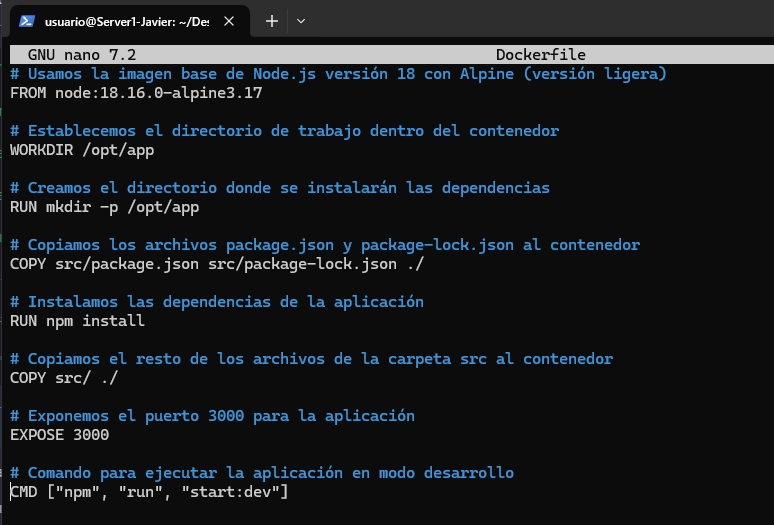 usuario@Server1-Javier: ~/Des
GNU nano 7.2 Dockerfile
# Usamos la imagen base de Node.js versión 18 con Alpine (versión ligera)
FROM node:18.16.0-alpine3.17
# Establecemos el directorio de trabajo dentro del contenedor
WORKDIR /opt/app
# Creamos el directorio donde se instalarán las dependencias
RUN mkdir -p /opt/app
# Copiamos los archivos package.json y package-lock.json al contenedor
COPY src/package.json src/package-lock.json ./
# Instalamos las dependencias de la aplicación
RUN npm install
# Copiamos el resto de los archivos de la carpeta src al contenedor
COPY src/ ./
# Exponemos el puerto 3000 para la aplicación
EXPOSE 3000
# Comando para ejecutar la aplicación en modo desarrollo
CMD ["npm", "run", "start:dev"]